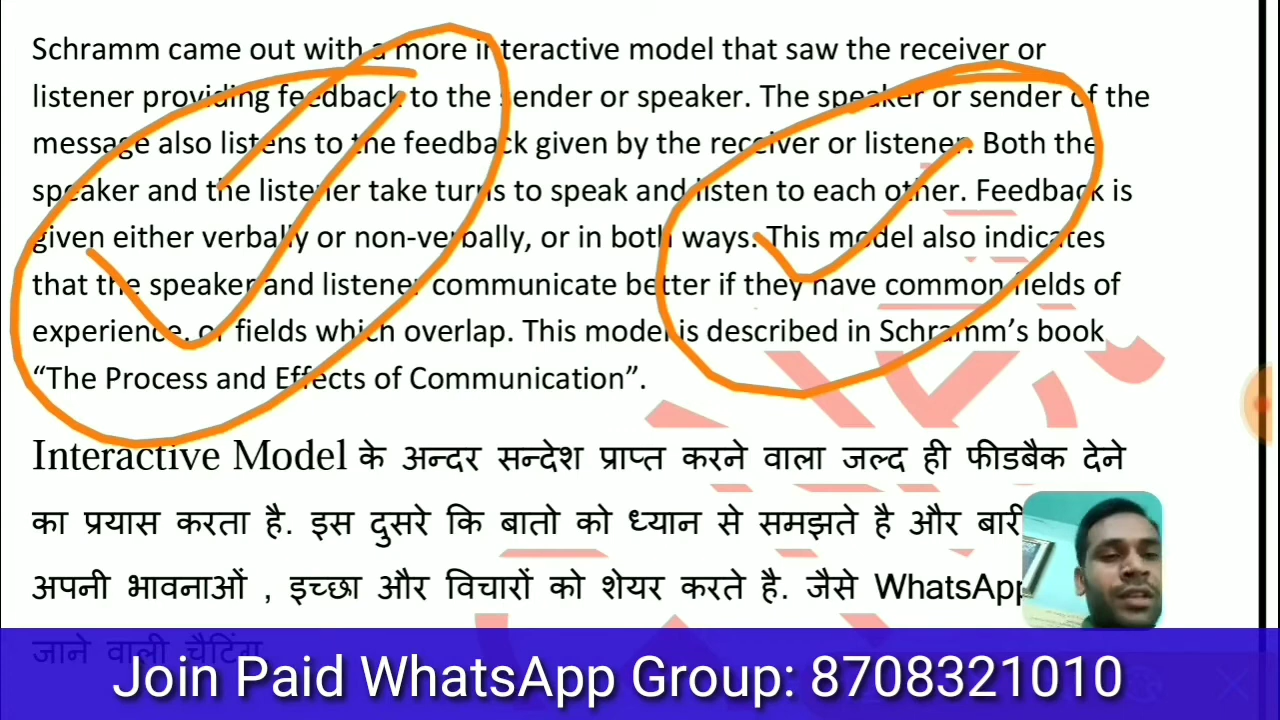 Schramm came out with a more interactive model that saw the receiver or
listener providing feedback to the sender or speaker. The speaker or sender of the
message also listens to the feedback given by the receiver or listener. Both the
speaker and the listener take turns to speak and listen to each other. Feedback is
given either verbally or non-verbally, or in both ways. This model also indicates
that the speaker and listener communicate better if they have common fields of
experience, or fields which overlap. This model is described in Schramm’s book
“The Process and Effects of Communication”.
Interactive Model के अन्दर सन्देश प्राप्त करने वाला जल्द ही फीडबैक देने
का प्रयास करता है. इस दुसरे कि बातो को ध्यान से समझते है और बारी
अपनी भावनाओं , इच्छा और विचारों को शेयर करते है. जैसे WhatsApp
जाने वाली चैटिंग
Join Paid WhatsApp Group: 8708321010